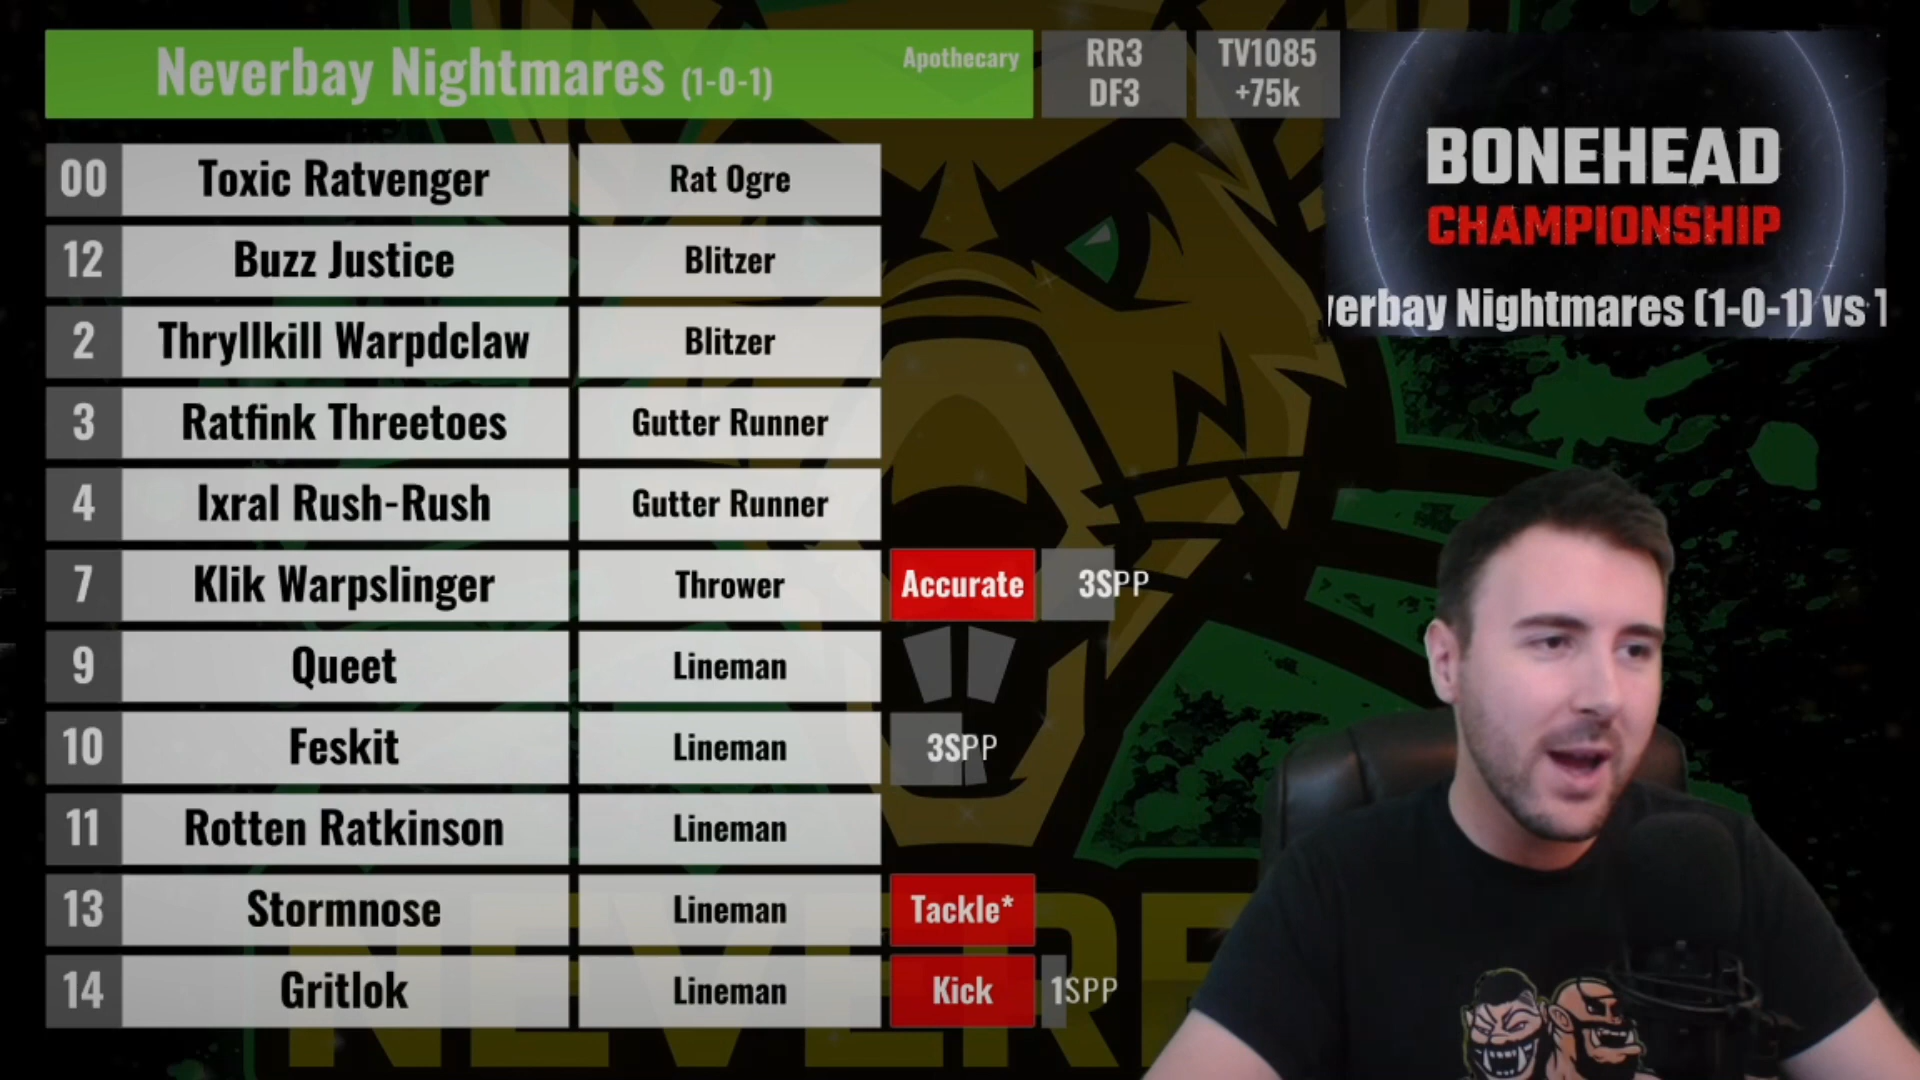 Neverbay Nightmares (1-0-1) Apothecary
RR3
DF3
TV1085
+75k
BONEHEAD
CHAMPIONSHIP
verbay Nightmares (1-0-1) vs
00 Toxic Ratvenger Rat Ogre
12 Buzz Justice Blitzer
2 Thryllkill Warpdclaw Blitzer
3 Ratfink Threetoes Gutter Runner
4 Ixral Rush-Rush Gutter Runner
7 Klik Warpslinger Thrower Accurate 3SPP
9 Queet Lineman
10 Feskit Lineman 3SPP
11 Rotten Ratkinson Lineman
13 Stormnose Lineman Tackle*
14 Gritlok Lineman Kick 1SPP